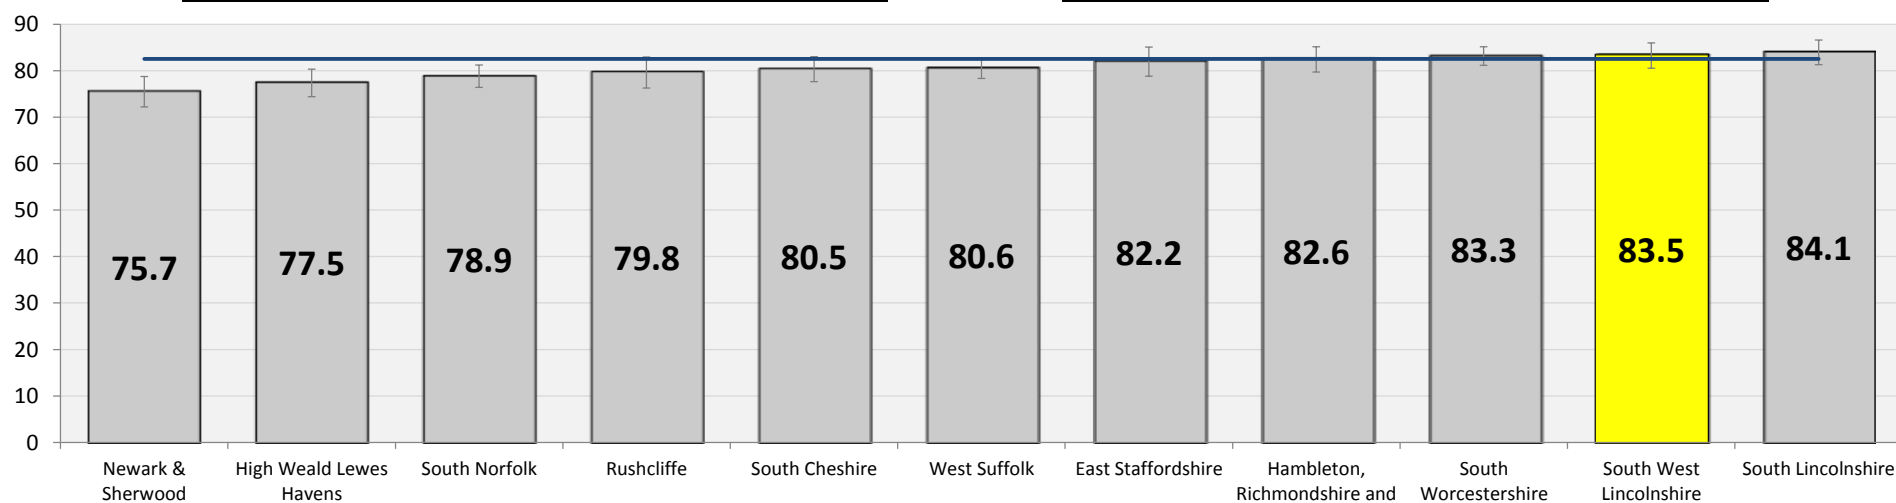 90
80
70
60
50
40
30
20
10
0
75.7
77.5
78.9
79.8
80.5
80.6
82.2
82.6
83.3
83.5
84.1
Newark &
Sherwood
High Weald Lewes
Havens
South Norfolk
Rushcliffe
South Cheshire
West Suffolk
East Staffordshire
Hambleton,
Richmondshire and
South
Worcestershire
South West
Lincolnshire
South Lincolnshire